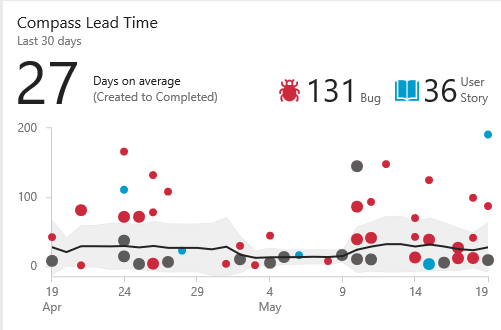 Compass Lead Time
Last 30 days
27 Days on average
(Created to Completed)
131 Bug
36 User
Story
200
100
0
19 24 29 4 9 14 19
Apr May